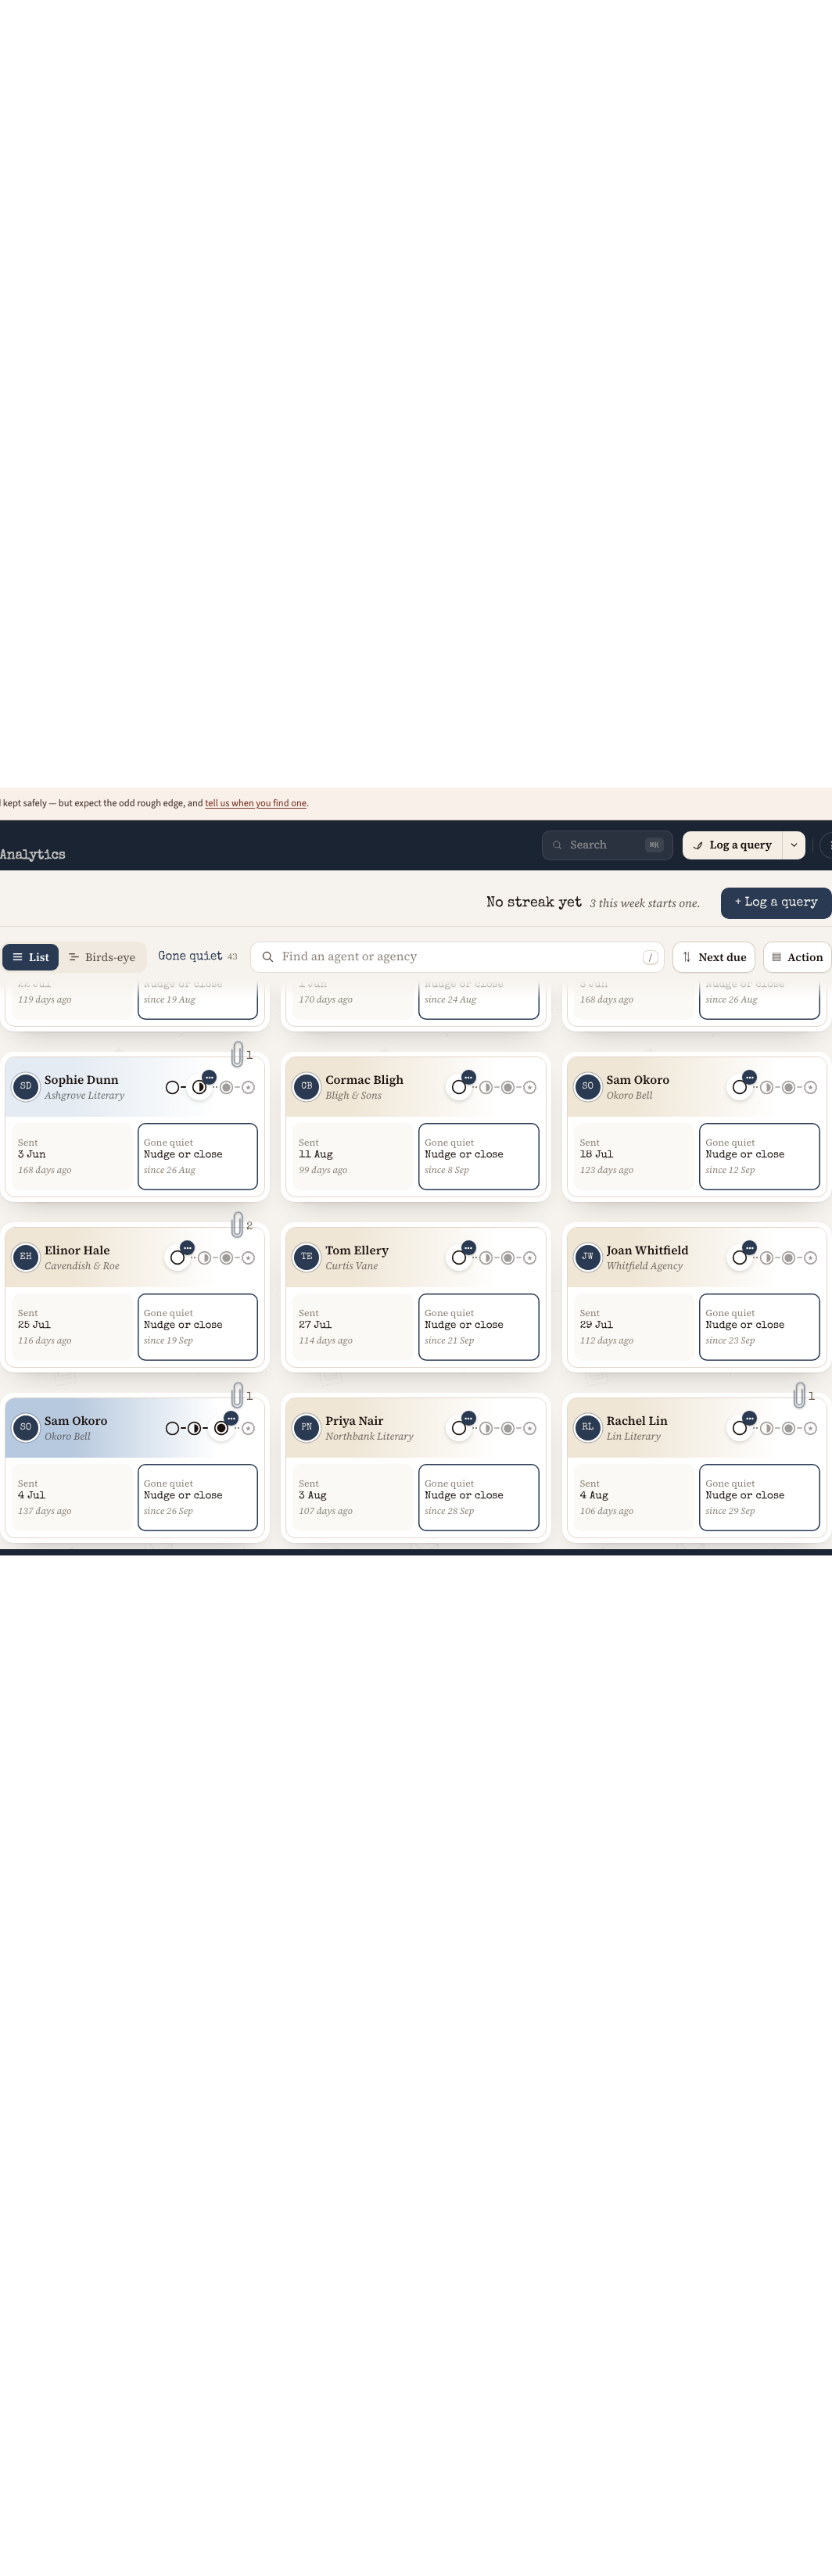 kept safely — but expect the odd rough edge, and tell us when you find one.
Analytics
Search ⌘K
Log a query
No streak yet 3 this week starts one.
+ Log a query
List
Birds-eye
Gone quiet 43
Find an agent or agency /
Next due
Action
119 days ago
since 19 Aug
170 days ago
since 24 Aug
168 days ago
since 26 Aug
1
SD Sophie Dunn
Ashgrove Literary
Sent
3 Jun
168 days ago
Gone quiet
Nudge or close
since 26 Aug
CB Cormac Bligh
Bligh & Sons
Sent
11 Aug
99 days ago
Gone quiet
Nudge or close
since 8 Sep
SO Sam Okoro
Okoro Bell
Sent
18 Jul
123 days ago
Gone quiet
Nudge or close
since 12 Sep
2
EH Elinor Hale
Cavendish & Roe
Sent
25 Jul
116 days ago
Gone quiet
Nudge or close
since 19 Sep
TE Tom Ellery
Curtis Vane
Sent
27 Jul
114 days ago
Gone quiet
Nudge or close
since 21 Sep
JW Joan Whitfield
Whitfield Agency
Sent
29 Jul
112 days ago
Gone quiet
Nudge or close
since 23 Sep
1
SO Sam Okoro
Okoro Bell
Sent
4 Jul
137 days ago
Gone quiet
Nudge or close
since 26 Sep
PN Priya Nair
Northbank Literary
Sent
3 Aug
107 days ago
Gone quiet
Nudge or close
since 28 Sep
1
RL Rachel Lin
Lin Literary
Sent
4 Aug
106 days ago
Gone quiet
Nudge or close
since 29 Sep